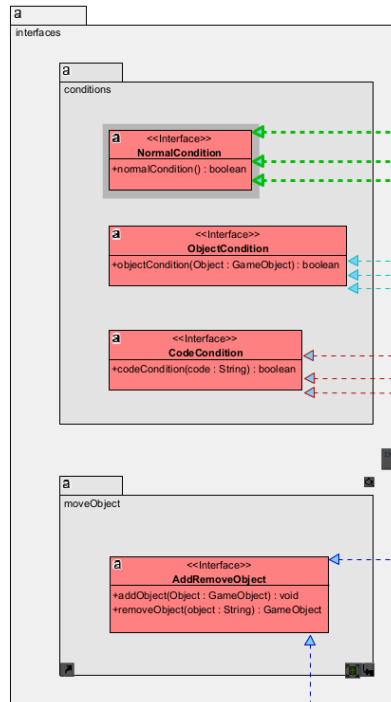 a
interfaces
a
conditions
a
<<Interface>>
NormalCondition
+normalCondition() : boolean
a
<<Interface>>
ObjectCondition
+objectCondition(Object : GameObject) : boolean
a
<<Interface>>
CodeCondition
+codeCondition(code : String) : boolean
a
moveObject
a
<<Interface>>
AddRemoveObject
+addObject(Object : GameObject) : void
+removeObject(object : String) : GameObject